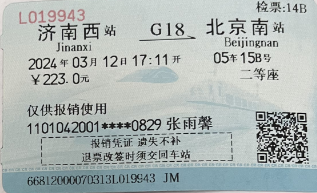 检票:14B
L019943
济南西站 G18 北京南站
Jinanxi Beijingnan
2024年03月12日17:11开 05车15B号
￥223.0元 二等座
仅供报销使用
1101042001****0829 张雨馨
报销凭证 遗失不补
退票改签时须交回车站
6681200007​0313L019943 JM